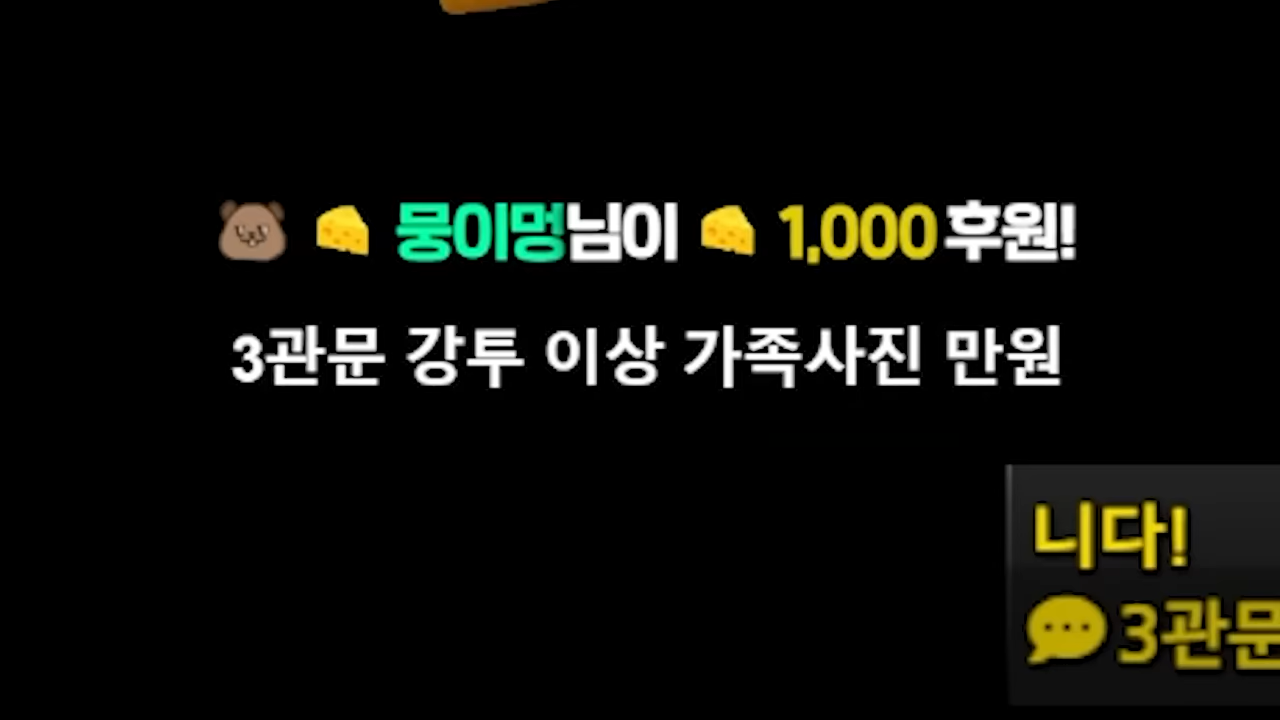 뭉이멍님이 1,000 후원!
3관문 강투 이상 가족사진 만원
니다!
3관문